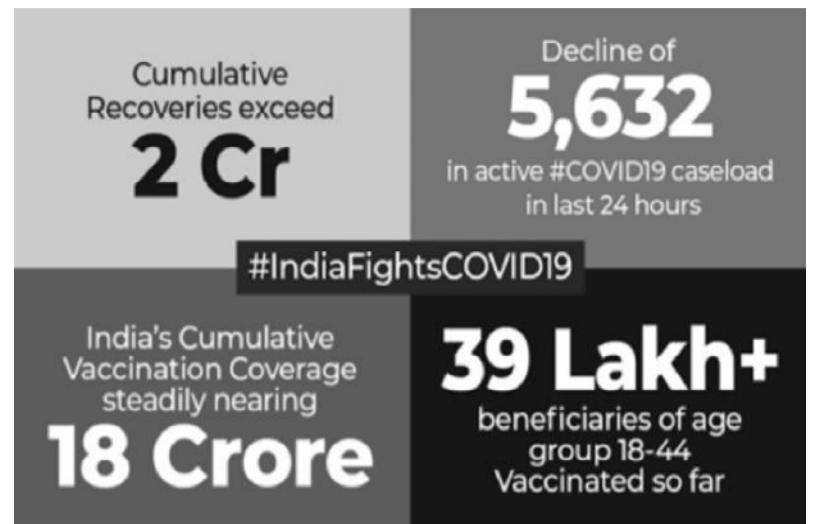 Cumulative
Recoveries exceed
2 Cr
Decline of
5,632
in active #COVID19 caseload
in last 24 hours
#IndiaFightsCOVID19
India's Cumulative
Vaccination Coverage
steadily nearing
18 Crore
39 Lakh+
beneficiaries of age
group 18-44
Vaccinated so far